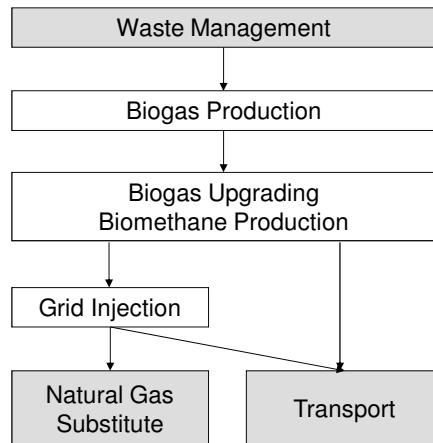 Waste Management
Biogas Production
Biogas Upgrading
Biomethane Production
Grid Injection
Natural Gas
Substitute
Transport